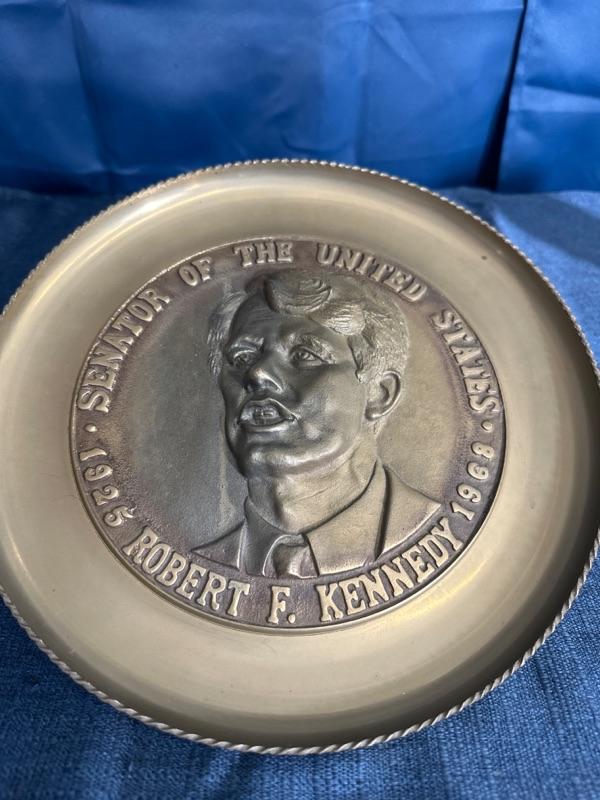 · SENATOR OF THE UNITED STATES ·
1925 ROBERT F. KENNEDY 1968